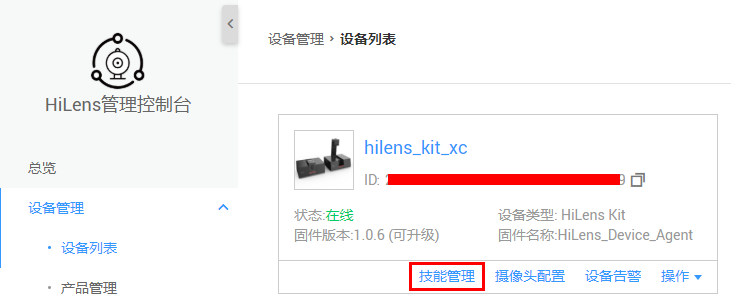 设备管理 › 设备列表
HiLens管理控制台
总览
设备管理
设备列表
产品管理
hilens_kit_xc
ID:
状态:在线
设备类型: HiLens Kit
固件版本:1.0.6 (可升级)
固件名称:HiLens_Device_Agent
技能管理 摄像头配置 设备告警 操作